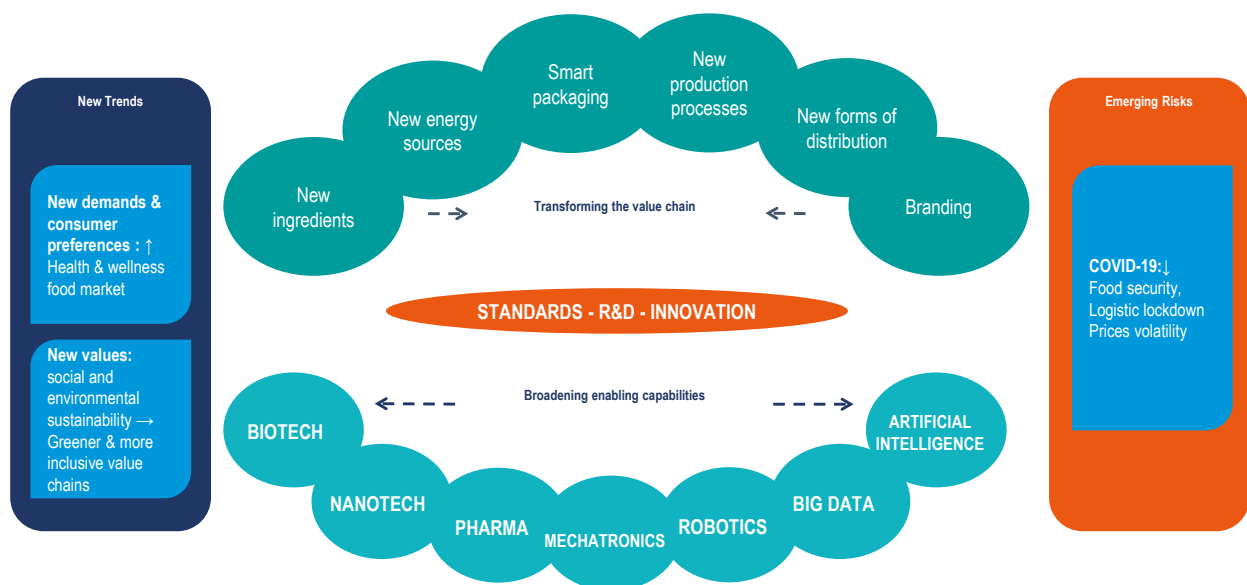 New Trends
New demands &
consumer
preferences : ↑
Health & wellness
food market
New values:
social and
environmental
sustainability →
Greener & more
inclusive value
chains
New
ingredients
New energy
sources
Smart
packaging
New
production
processes
New forms of
distribution
Branding
Transforming the value chain
STANDARDS - R&D - INNOVATION
Broadening enabling capabilities
BIOTECH
NANOTECH
PHARMA
MECHATRONICS
ROBOTICS
BIG DATA
ARTIFICIAL
INTELLIGENCE
Emerging Risks
COVID-19:↓
Food security,
Logistic lockdown
Prices volatility